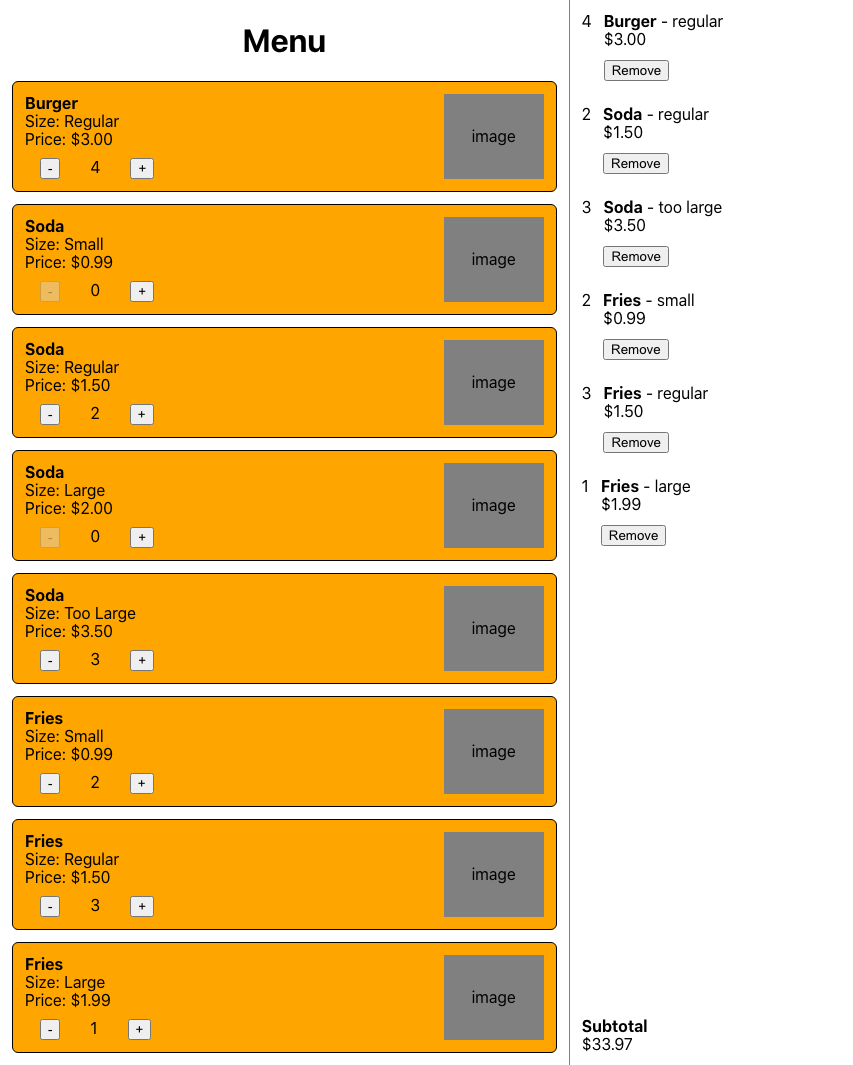 Menu
Burger
Size: Regular
Price: $3.00
- 4 +
image
Soda
Size: Small
Price: $0.99
- 0 +
image
Soda
Size: Regular
Price: $1.50
- 2 +
image
Soda
Size: Large
Price: $2.00
- 0 +
image
Soda
Size: Too Large
Price: $3.50
- 3 +
image
Fries
Size: Small
Price: $0.99
- 2 +
image
Fries
Size: Regular
Price: $1.50
- 3 +
image
Fries
Size: Large
Price: $1.99
- 1 +
image
4 Burger - regular
$3.00
Remove
2 Soda - regular
$1.50
Remove
3 Soda - too large
$3.50
Remove
2 Fries - small
$0.99
Remove
3 Fries - regular
$1.50
Remove
1 Fries - large
$1.99
Remove
Subtotal
$33.97